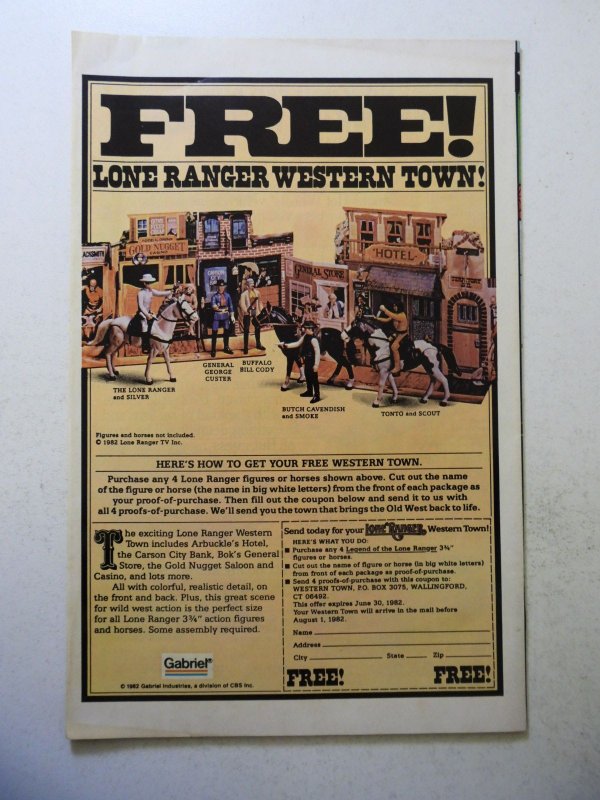 FREE!
LONE RANGER WESTERN TOWN!
GOLD NUGGET
HOTEL
GENERAL STORE
CARSON CITY
THE LONE RANGER
and SILVER
GENERAL
GEORGE
CUSTER
BUFFALO
BILL CODY
BUTCH CAVENDISH
and SMOKE
TONTO and SCOUT
Figures and horses not included.
© 1982 Lone Ranger TV Inc.
HERE'S HOW TO GET YOUR FREE WESTERN TOWN.
Purchase any 4 Lone Ranger figures or horses shown above. Cut out the name
of the figure or horse (the name in big white letters) from the front of each package as
your proof-of-purchase. Then fill out the coupon below and send it to us with
all 4 proofs-of-purchase. We'll send you the town that brings the Old West back to life.
The exciting Lone Ranger Western
Town includes Arbuckle's Hotel,
the Carson City Bank, Bok's General
Store, the Gold Nugget Saloon and
Casino, and lots more.
All with colorful, realistic detail, on
the front and back. Plus, this great scene
for wild west action is the perfect size
for all Lone Ranger 3¾" action figures
and horses. Some assembly required.
Gabriel®
© 1982 Gabriel Industries, a division of CBS Inc.
Send today for your LONE RANGER Western Town!
HERE'S WHAT YOU DO:
■ Purchase any 4 Legend of the Lone Ranger 3¾"
figures or horses.
■ Cut out the name of figure or horse (in big white letters)
from front of each package as proof-of-purchase.
■ Send 4 proofs-of-purchase with this coupon to:
WESTERN TOWN, P.O. BOX 3075, WALLINGFORD,
CT 06492.
This offer expires June 30, 1982.
Your Western Town will arrive in the mail before
August 1, 1982.
Name
Address
City State Zip
FREE! FREE!